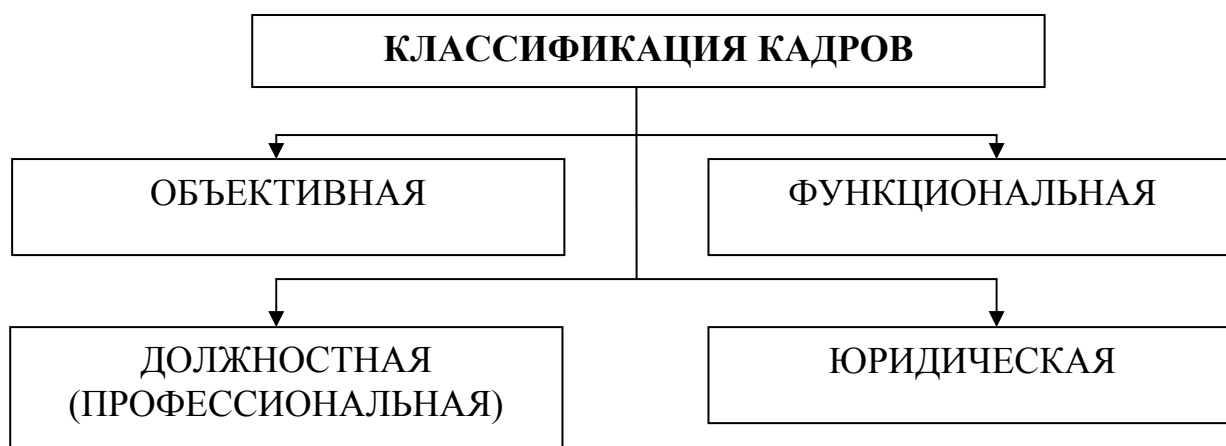 КЛАССИФИКАЦИЯ КАДРОВ
ОБЪЕКТИВНАЯ
ФУНКЦИОНАЛЬНАЯ
ДОЛЖНОСТНАЯ
(ПРОФЕССИОНАЛЬНАЯ)
ЮРИДИЧЕСКАЯ